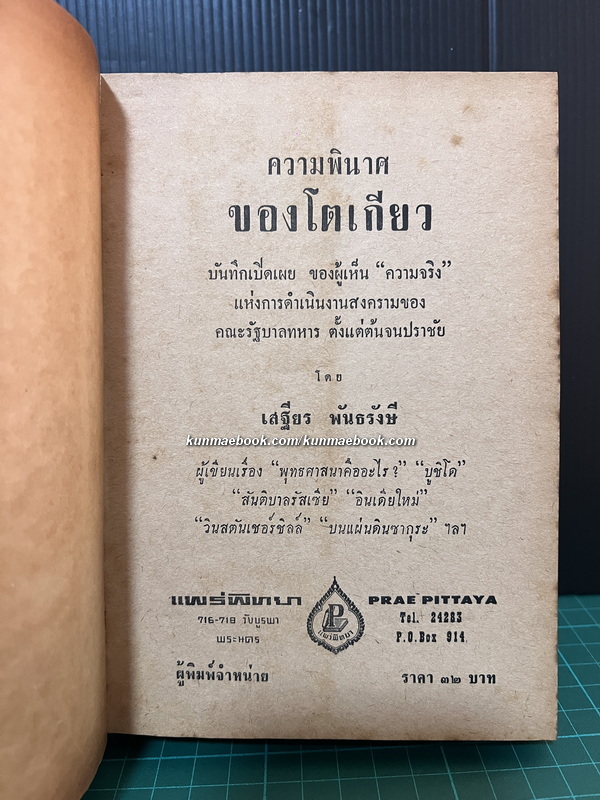 ความพินาศ
ของโตเกียว
บันทึกเปิดเผย ของผู้เห็น “ความจริง”
แห่งการดำเนินงานสงครามของ
คณะรัฐบาลทหาร ตั้งแต่ต้นจนปราชัย
โดย
เสฐียร พันธรังษี
kunmaebook.com/kunmaebook.com
ผู้เขียนเรื่อง “พุทธศาสนาคืออะไร?” “บูชิโด”
“สันติบาลรัสเซีย” “อินเดียใหม่”
“วินสตันเชอร์ชิลล์” “บนแผ่นดินซากุระ” ฯลฯ
แพร่พิทยา PRAE PITTAYA
716-718 วังบูรพา Tel. 24283
พระนคร P.O.Box 914
แพร่พิทยา
ผู้พิมพ์จำหน่าย ราคา ๓๒ บาท